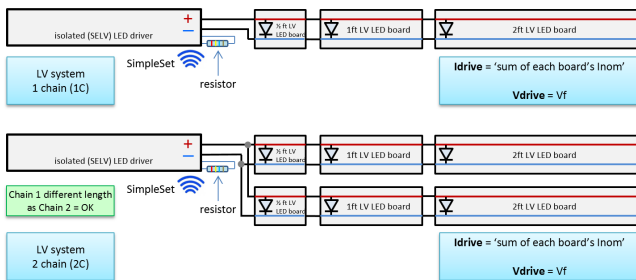 +
isolated (SELV) LED driver
−
½ ft LV
LED board
1ft LV LED board
2ft LV LED board
SimpleSet
resistor
LV system
1 chain (1C)
Idrive = ‘sum of each board’s Inom’
Vdrive = Vf
+
isolated (SELV) LED driver
−
½ ft LV
LED board
1ft LV LED board
2ft LV LED board
Chain 1 different length
as Chain 2 = OK
SimpleSet
resistor
½ ft LV
LED board
1ft LV LED board
2ft LV LED board
LV system
2 chain (2C)
Idrive = ‘sum of each board’s Inom’
Vdrive = Vf